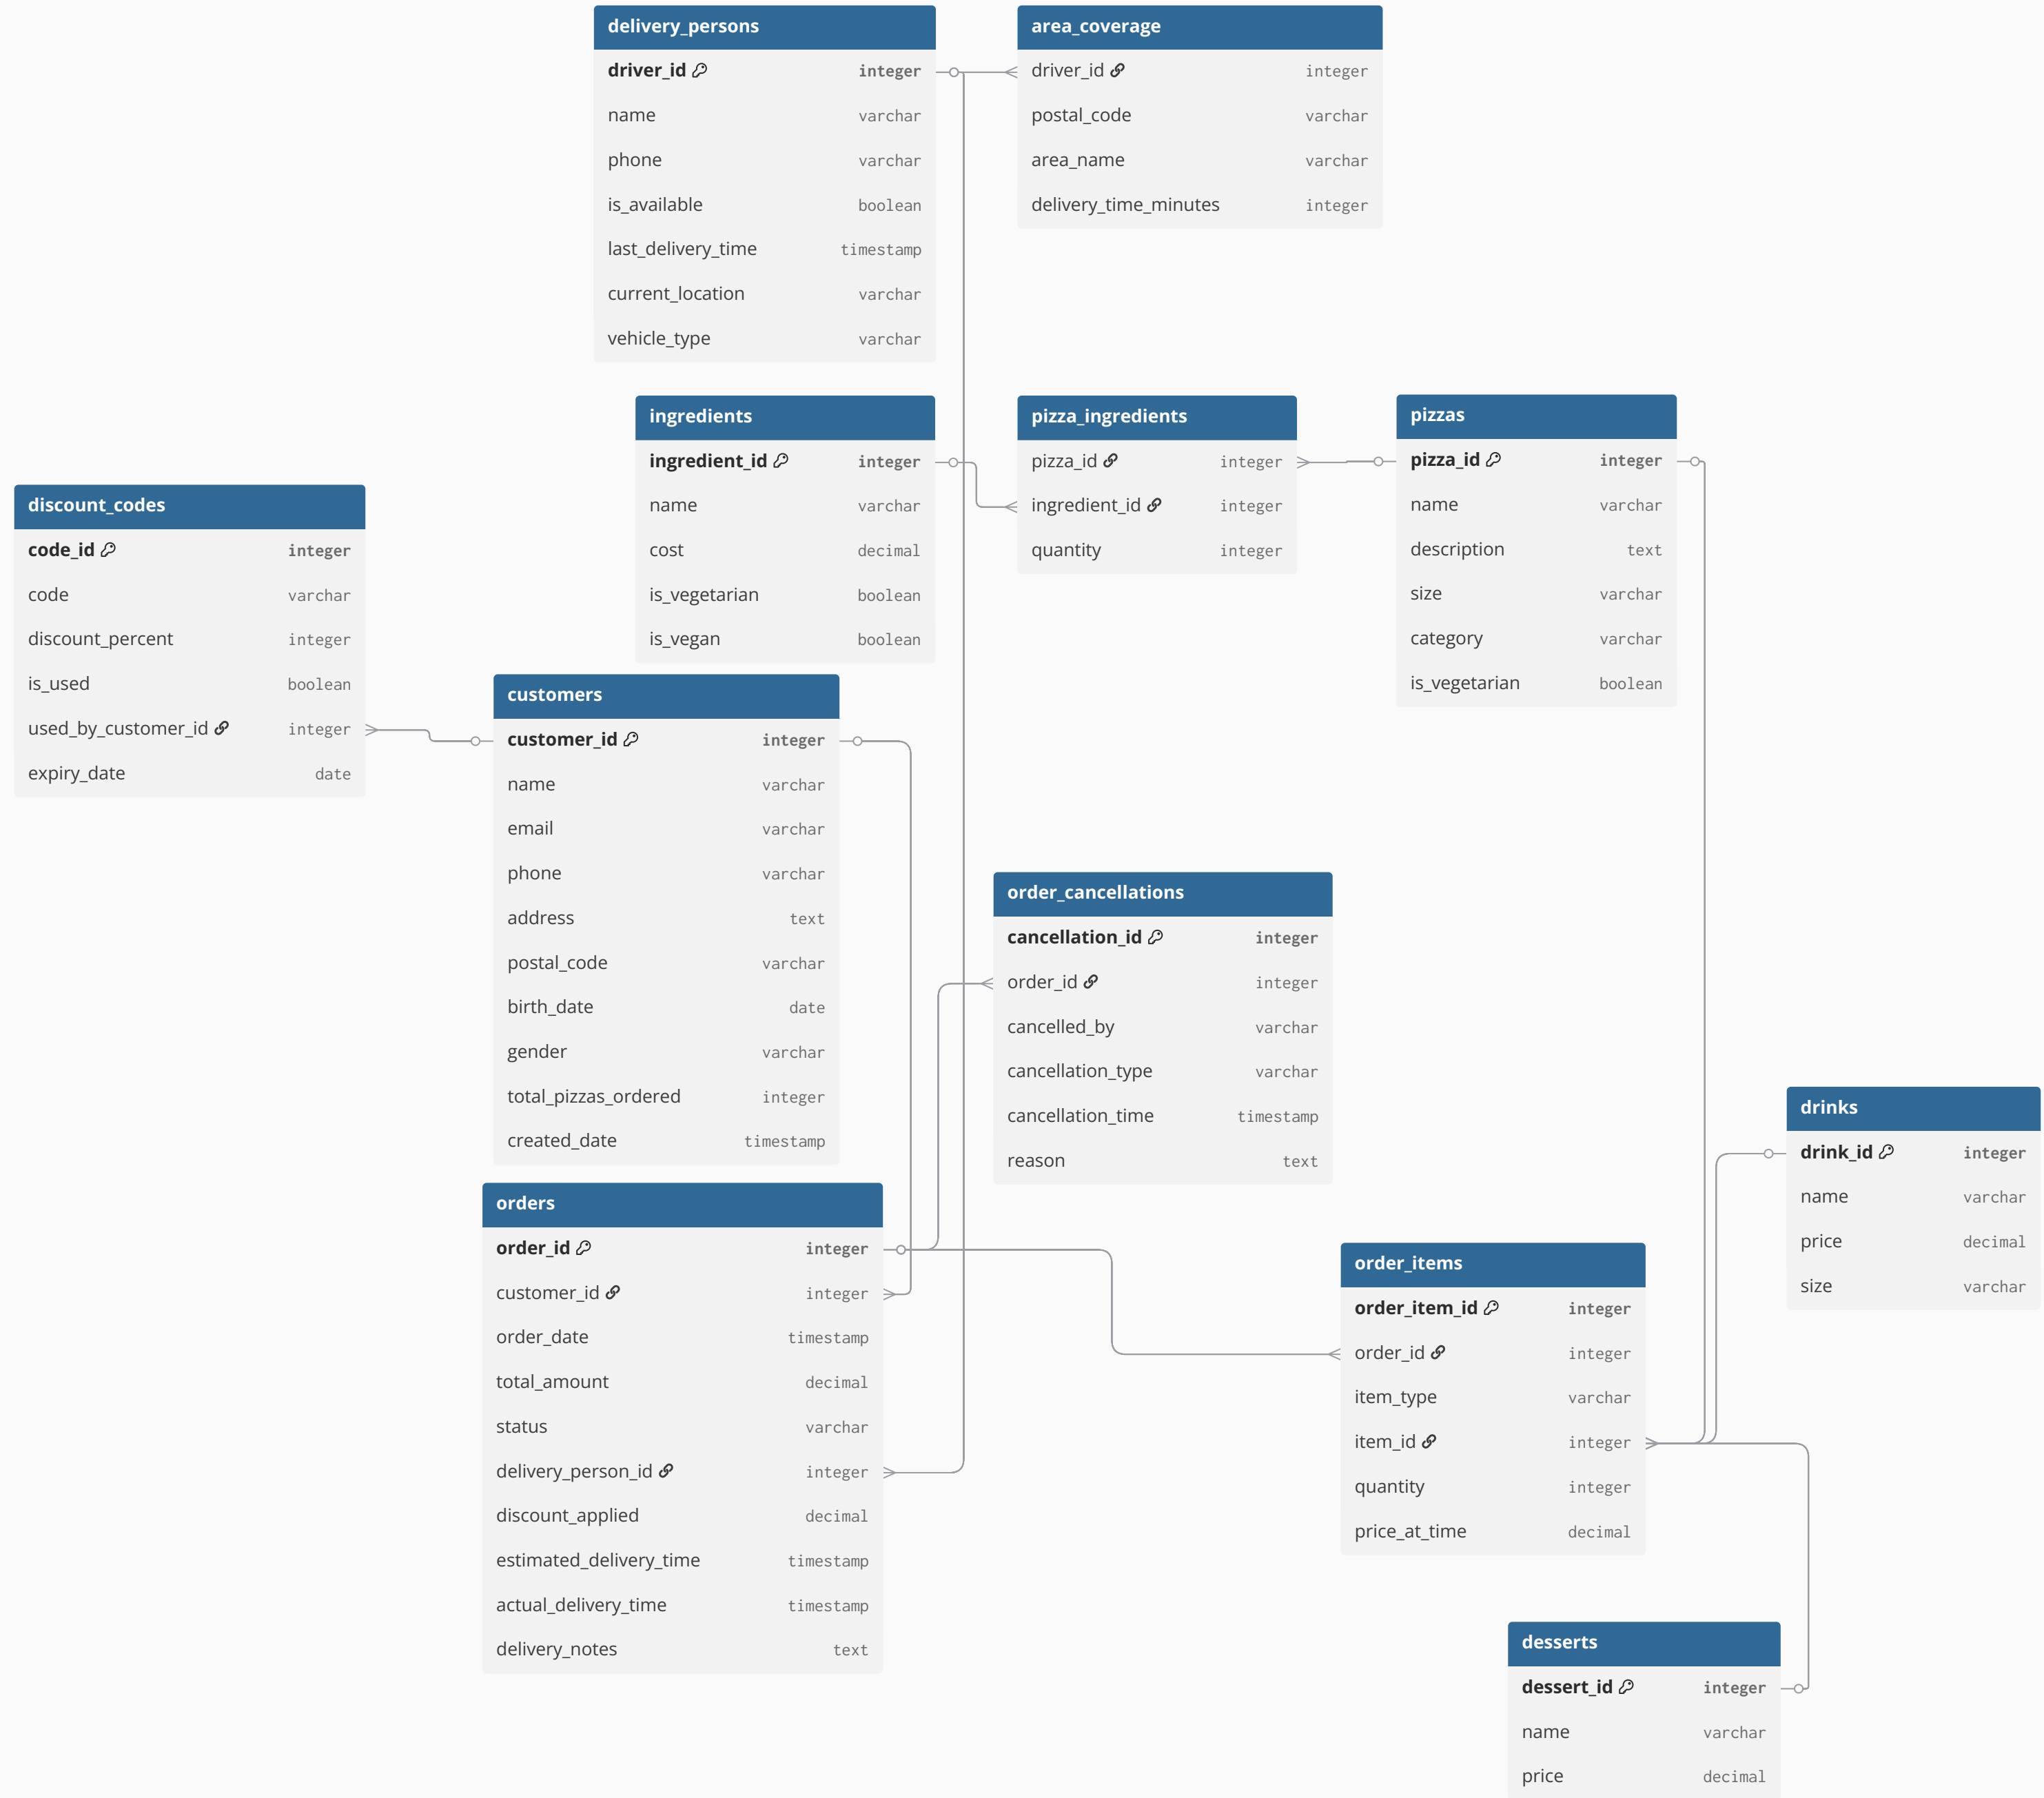 delivery_persons
driver_id integer
name varchar
phone varchar
is_available boolean
last_delivery_time timestamp
current_location varchar
vehicle_type varchar
area_coverage
driver_id integer
postal_code varchar
area_name varchar
delivery_time_minutes integer
ingredients
ingredient_id integer
name varchar
cost decimal
is_vegetarian boolean
is_vegan boolean
pizza_ingredients
pizza_id integer
ingredient_id integer
quantity integer
pizzas
pizza_id integer
name varchar
description text
size varchar
category varchar
is_vegetarian boolean
discount_codes
code_id integer
code varchar
discount_percent integer
is_used boolean
used_by_customer_id integer
expiry_date date
customers
customer_id integer
name varchar
email varchar
phone varchar
address text
postal_code varchar
birth_date date
gender varchar
total_pizzas_ordered integer
created_date timestamp
order_cancellations
cancellation_id integer
order_id integer
cancelled_by varchar
cancellation_type varchar
cancellation_time timestamp
reason text
drinks
drink_id integer
name varchar
price decimal
size varchar
orders
order_id integer
customer_id integer
order_date timestamp
total_amount decimal
status varchar
delivery_person_id integer
discount_applied decimal
estimated_delivery_time timestamp
actual_delivery_time timestamp
delivery_notes text
order_items
order_item_id integer
order_id integer
item_type varchar
item_id integer
quantity integer
price_at_time decimal
desserts
dessert_id integer
name varchar
price decimal